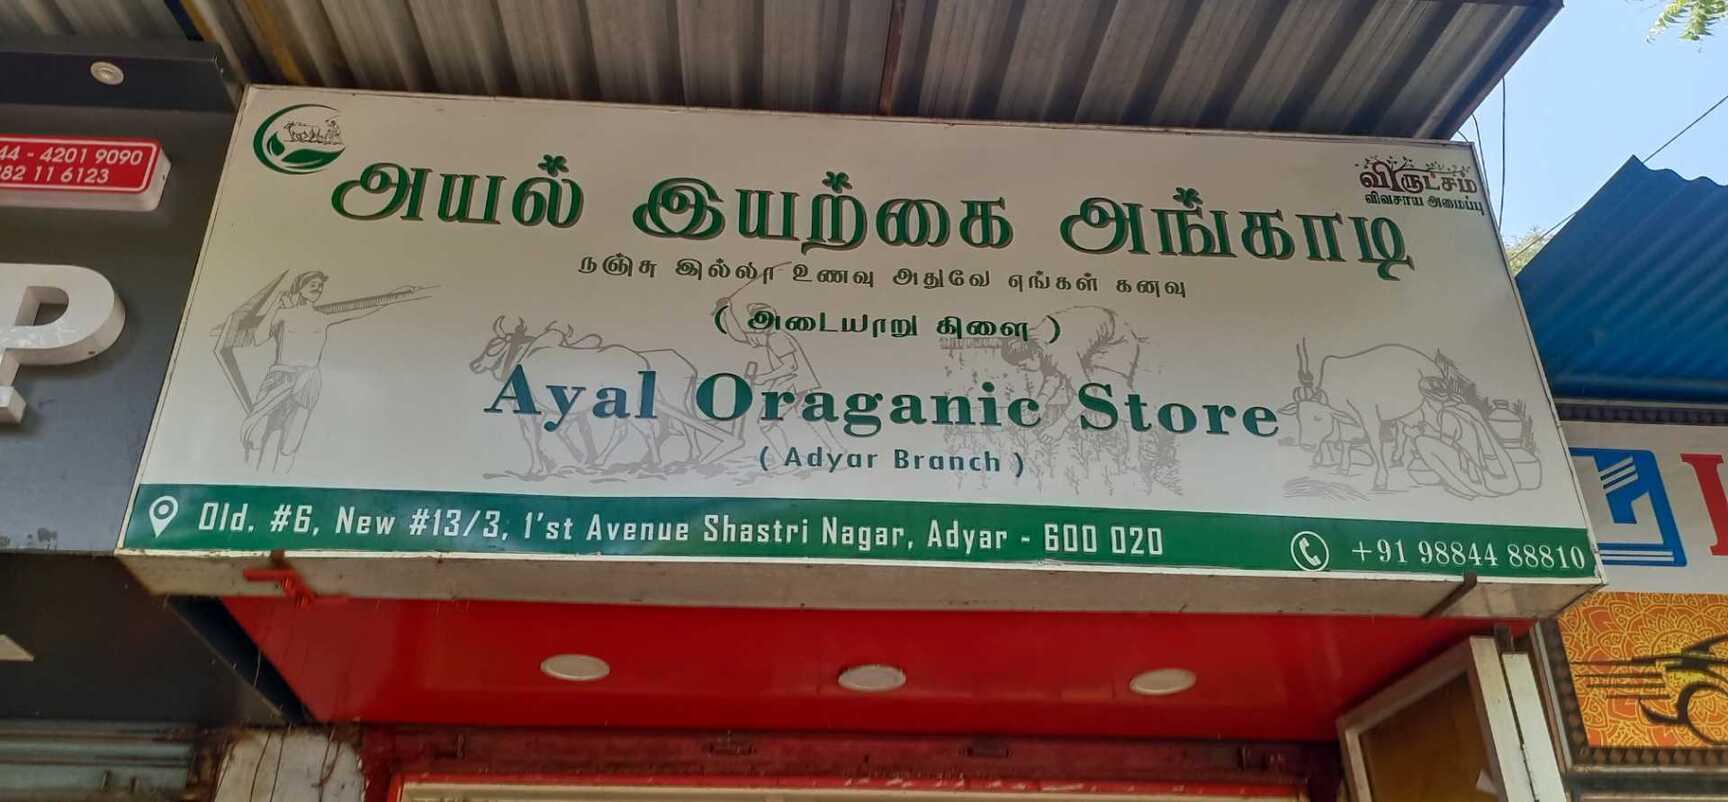 44 - 4201 9090
82 11 6123
P
அயல் இயற்கை அங்காடி
விருட்சம்
விவசாய அமைப்பு
நஞ்சு இல்லா உணவு அதுவே எங்கள் கனவு
( அடையாறு கிளை )
Ayal Oraganic Store
( Adyar Branch )
Old. #6, New #13/3, 1'st Avenue Shastri Nagar, Adyar - 600 020
+91 98844 88810